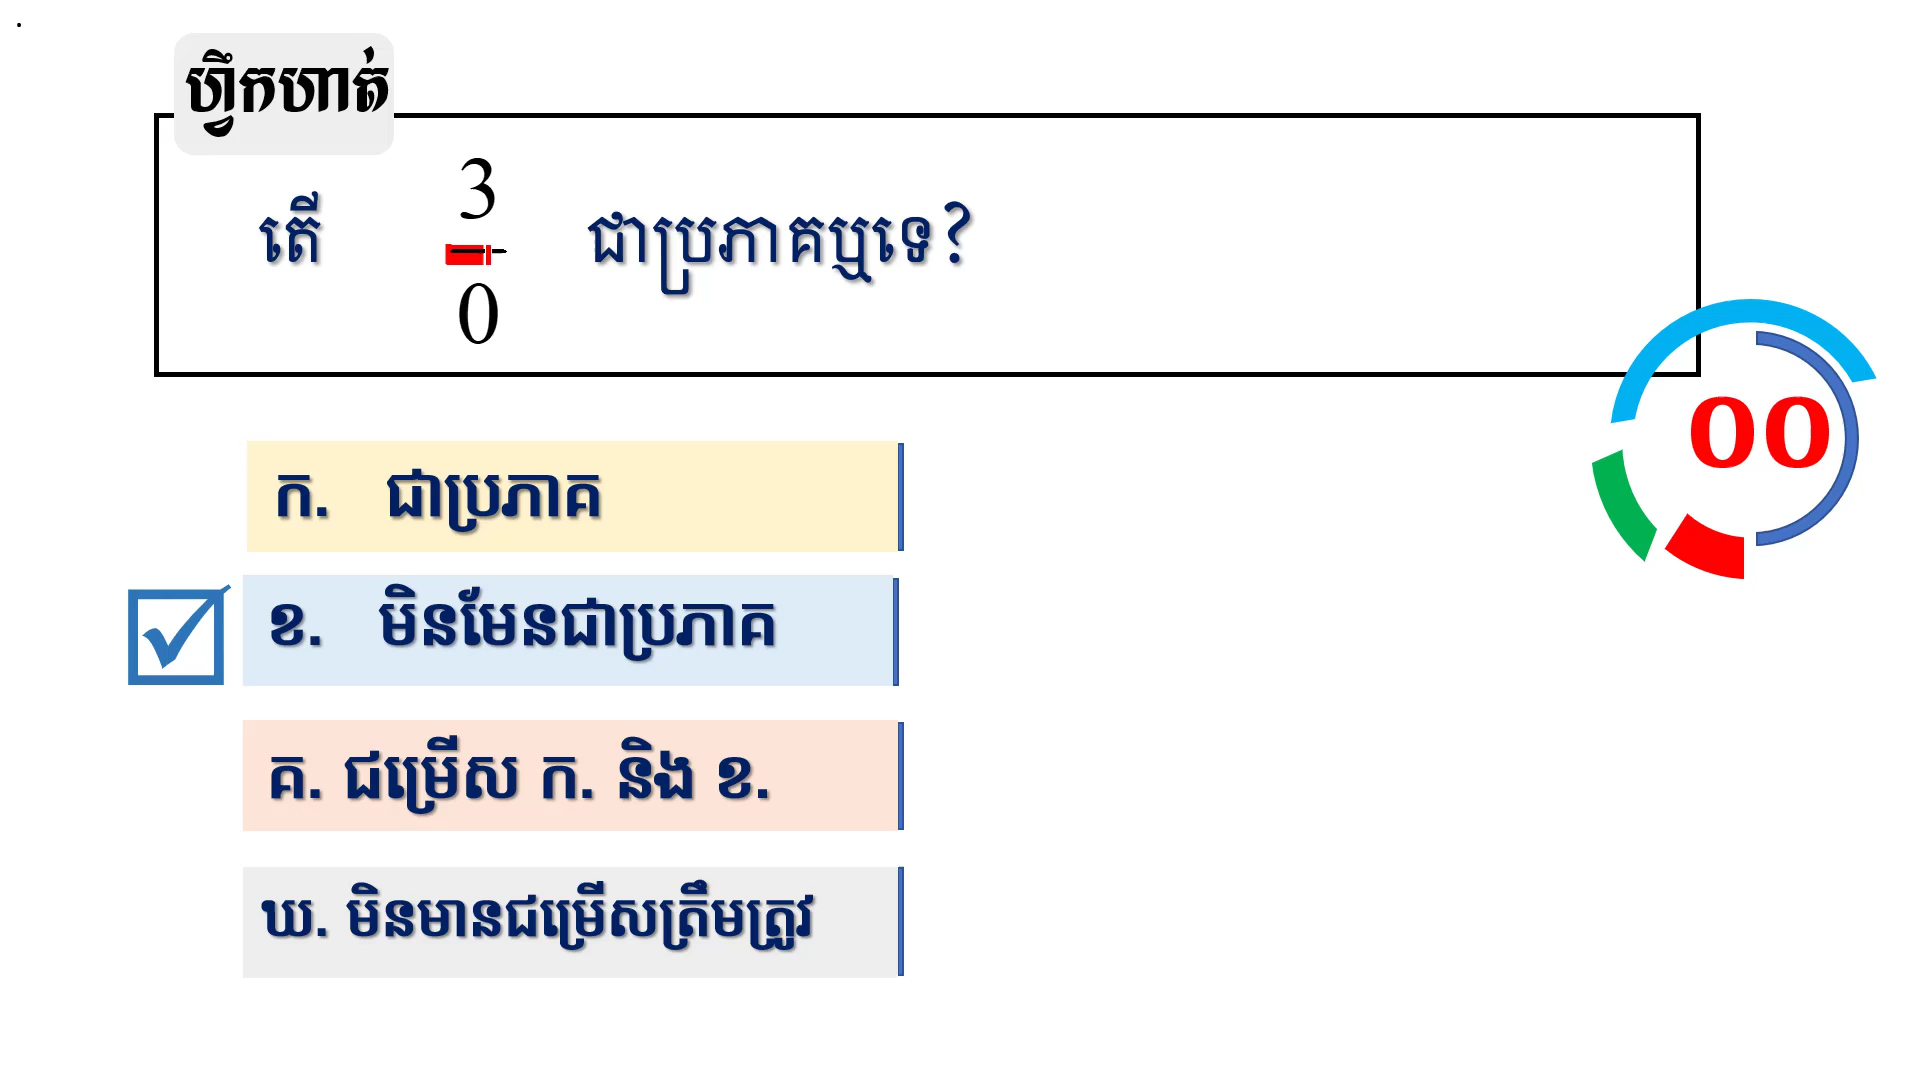 ហ្វឹកហាត់
តើ 3/0 ជាប្រភាគឬទេ?
00
ក. ជាប្រភាគ
ខ. មិនមែនជាប្រភាគ
គ. ជម្រើស ក. និង ខ.
ឃ. មិនមានជម្រើសត្រឹមត្រូវ